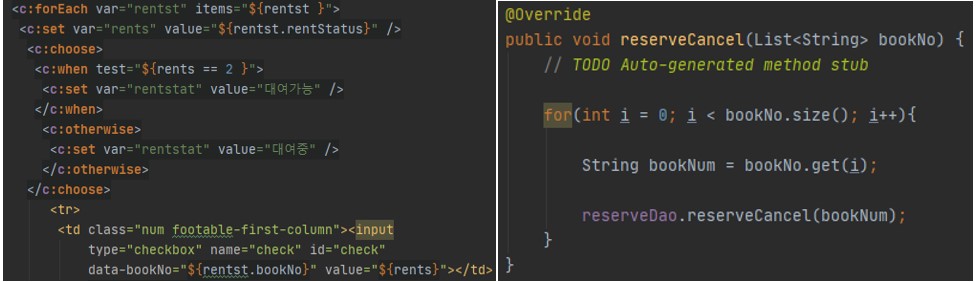 <c:forEach var="rentst" items="${rentst }">
<c:set var="rents" value="${rentst.rentStatus}" />
<c:choose>
<c:when test="${rents == 2 }">
<c:set var="rentstat" value="대여가능" />
</c:when>
<c:otherwise>
<c:set var="rentstat" value="대여중" />
</c:otherwise>
</c:choose>
<tr>
<td class="num footable-first-column"><input
type="checkbox" name="check" id="check"
data-bookNo="${rentst.bookNo}" value="${rents}"></td>
@Override
public void reserveCancel(List<String> bookNo) {
// TODO Auto-generated method stub
for(int i = 0; i < bookNo.size(); i++){
String bookNum = bookNo.get(i);
reserveDao.reserveCancel(bookNum);
}
}